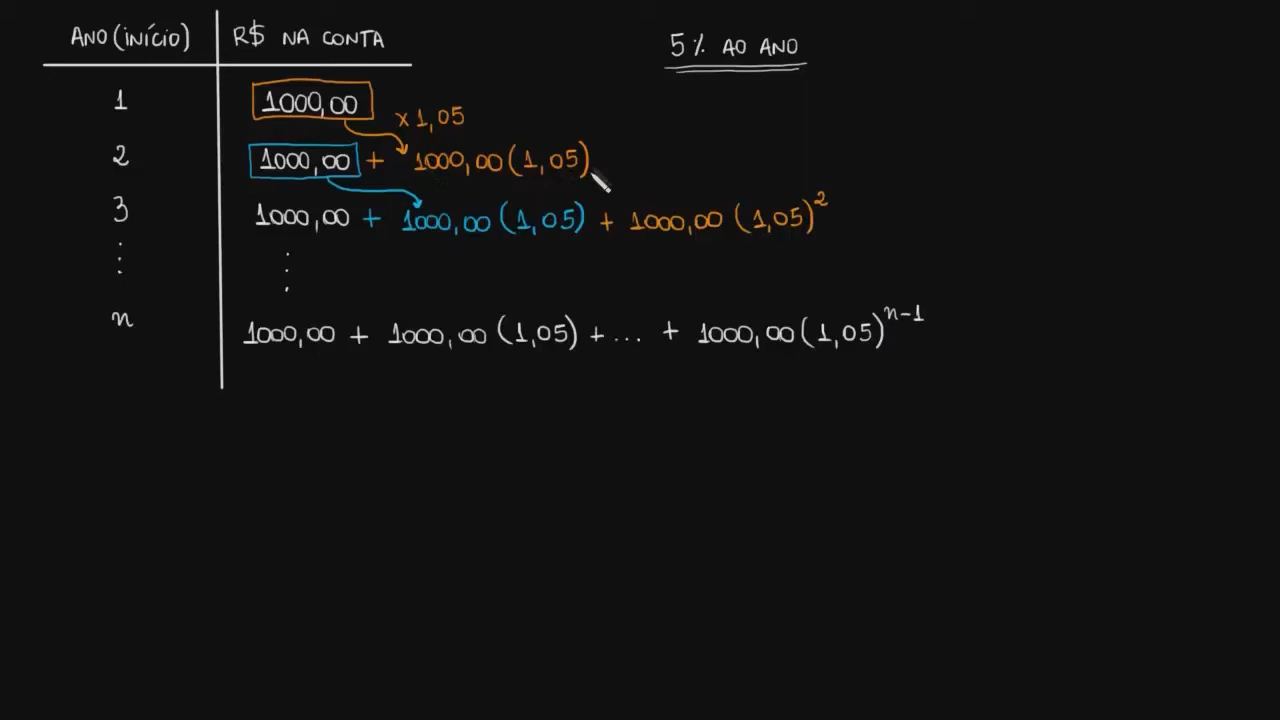 ANO (INÍCIO) R$ NA CONTA 5% AO ANO
1 1000,00
x 1,05
2 1000,00 + 1000,00 (1,05)
3 1000,00 + 1000,00 (1,05) + 1000,00 (1,05)²
⋮ ⋮
n 1000,00 + 1000,00 (1,05) + ... + 1000,00 (1,05)ⁿ⁻¹